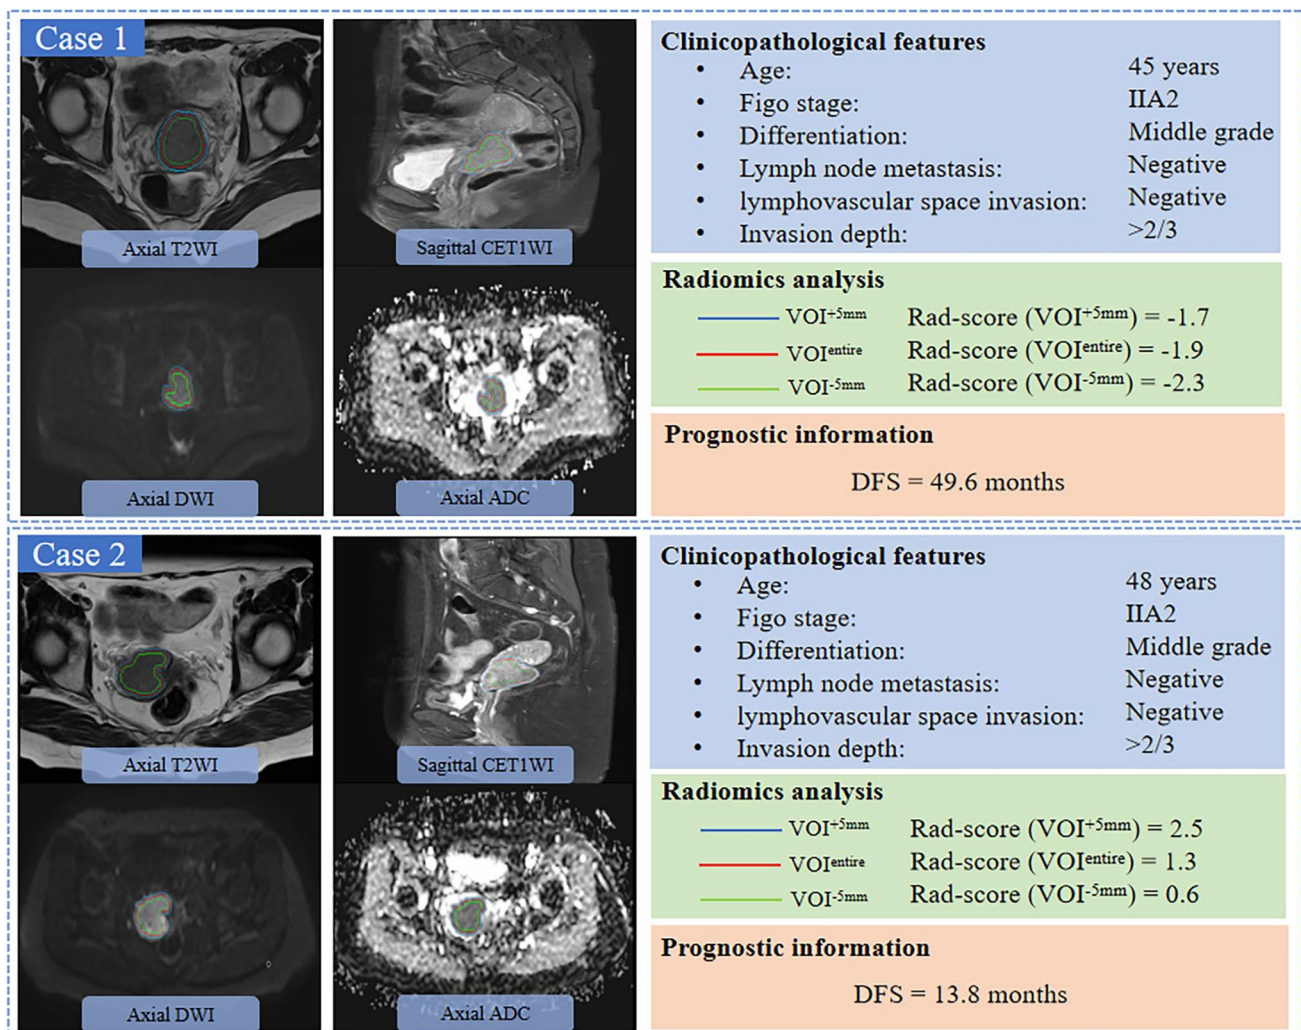 Case 1
Axial T2WI
Sagittal CET1WI
Axial DWI
Axial ADC
Clinicopathological features
• Age: 45 years
• Figo stage: IIA2
• Differentiation: Middle grade
• Lymph node metastasis: Negative
• lymphovascular space invasion: Negative
• Invasion depth: >2/3
Radiomics analysis
VOI+5mm Rad-score (VOI+5mm) = -1.7
VOIentire Rad-score (VOIentire) = -1.9
VOI-5mm Rad-score (VOI-5mm) = -2.3
Prognostic information
DFS = 49.6 months
Case 2
Axial T2WI
Sagittal CET1WI
Axial DWI
Axial ADC
Clinicopathological features
• Age: 48 years
• Figo stage: IIA2
• Differentiation: Middle grade
• Lymph node metastasis: Negative
• lymphovascular space invasion: Negative
• Invasion depth: >2/3
Radiomics analysis
VOI+5mm Rad-score (VOI+5mm) = 2.5
VOIentire Rad-score (VOIentire) = 1.3
VOI-5mm Rad-score (VOI-5mm) = 0.6
Prognostic information
DFS = 13.8 months